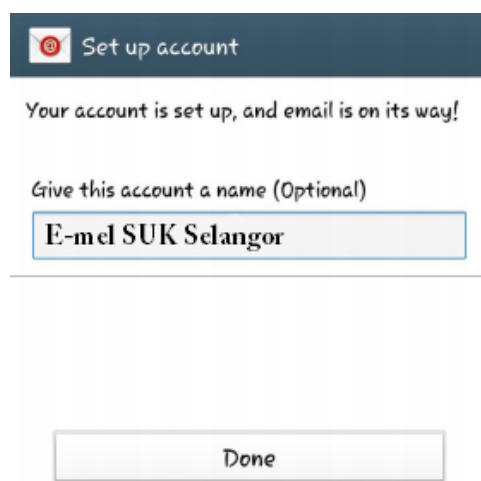 Set up account
Your account is set up, and email is on its way!
Give this account a name (Optional)
E-mel SUK Selangor
Done